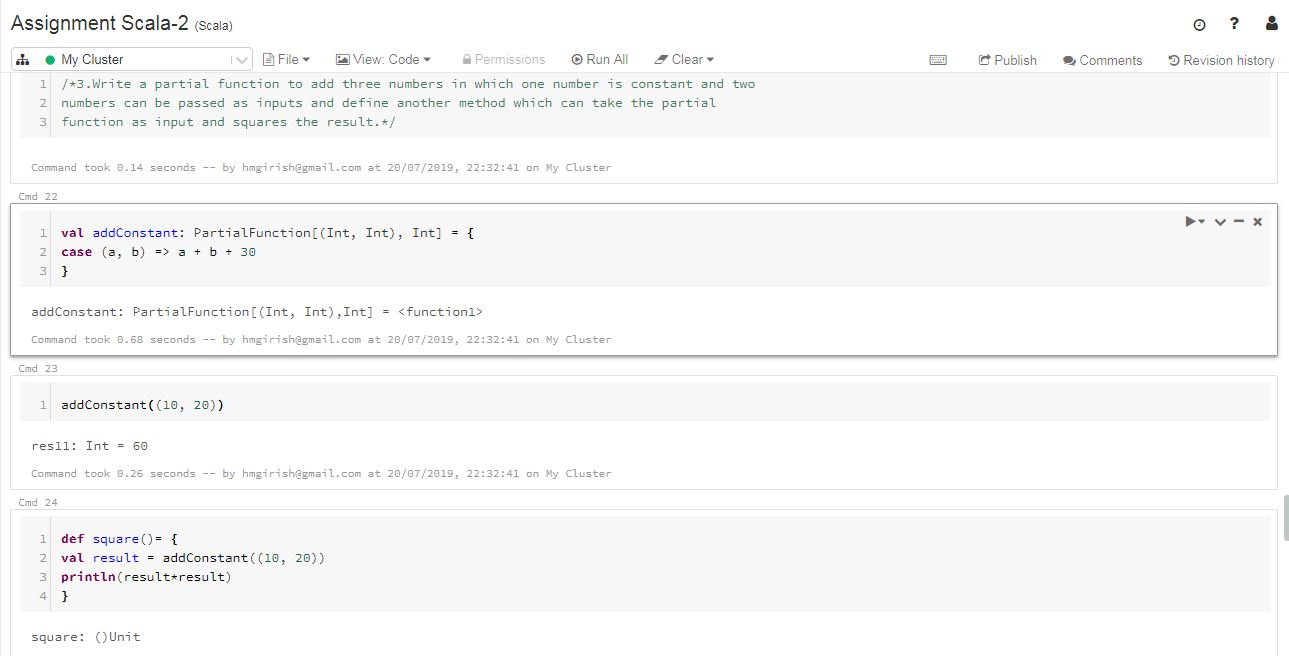 Assignment Scala-2 (Scala)
My Cluster File View: Code Permissions Run All Clear Publish Comments Revision history
1 /*3.Write a partial function to add three numbers in which one number is constant and two
2 numbers can be passed as inputs and define another method which can take the partial
3 function as input and squares the result.*/
Command took 0.14 seconds -- by hmgirish@gmail.com at 20/07/2019, 22:32:41 on My Cluster
Cmd 22
1 val addConstant: PartialFunction[(Int, Int), Int] = {
2 case (a, b) => a + b + 30
3 }
addConstant: PartialFunction[(Int, Int),Int] = <function1>
Command took 0.68 seconds -- by hmgirish@gmail.com at 20/07/2019, 22:32:41 on My Cluster
Cmd 23
1 addConstant((10, 20))
res11: Int = 60
Command took 0.26 seconds -- by hmgirish@gmail.com at 20/07/2019, 22:32:41 on My Cluster
Cmd 24
1 def square()= {
2 val result = addConstant((10, 20))
3 println(result*result)
4 }
square: ()Unit